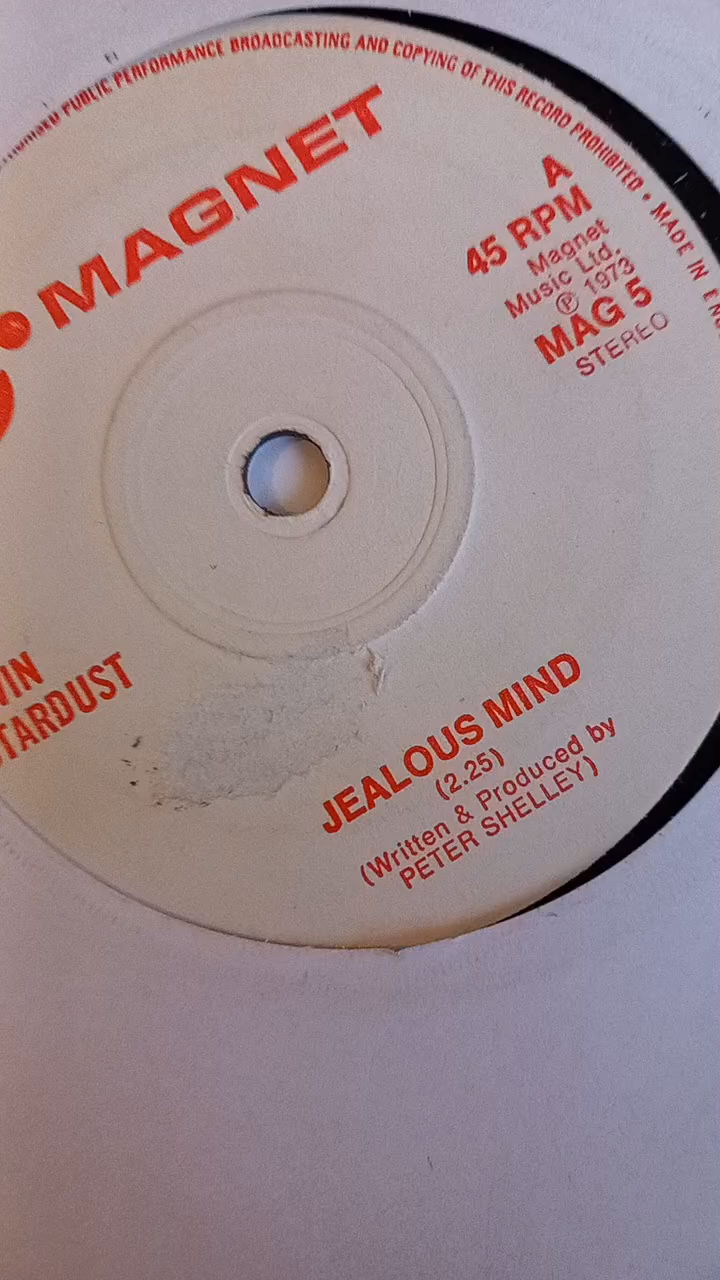 PUBLIC PERFORMANCE BROADCASTING AND COPYING OF THIS RECORD PROHIBITED • MADE IN
MAGNET
A
45 RPM
Magnet
Music Ltd.
℗ 1973
MAG 5
STEREO
VIN
TARDUST
JEALOUS MIND
(2.25)
(Written & Produced by
PETER SHELLEY)